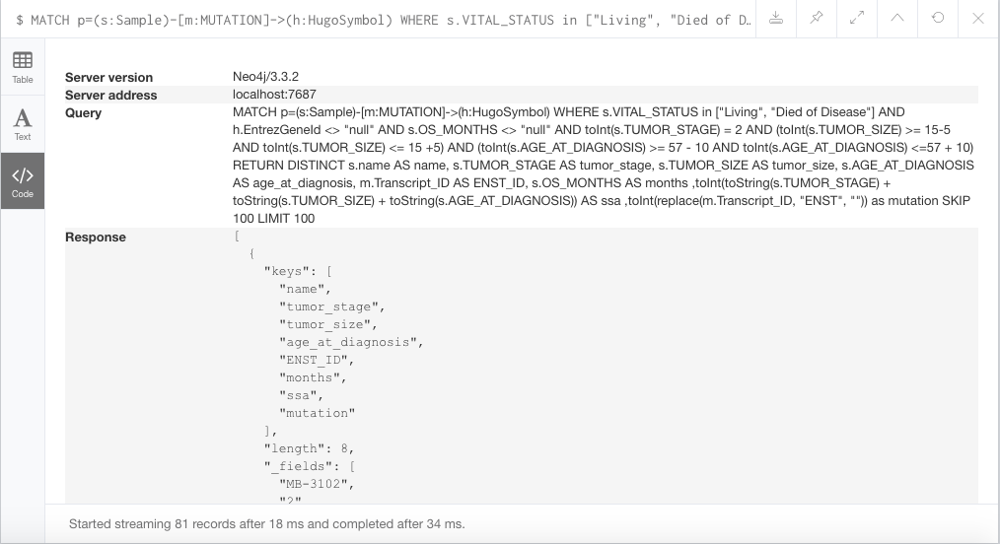 $ MATCH p=(s:Sample)-[m:MUTATION]->(h:HugoSymbol) WHERE s.VITAL_STATUS in ["Living", "Died of D…
Table
A
Text
</>
Code
Server version Neo4j/3.3.2
Server address localhost:7687
Query MATCH p=(s:Sample)-[m:MUTATION]->(h:HugoSymbol) WHERE s.VITAL_STATUS in ["Living", "Died of Disease"] AND
h.EntrezGeneId <> "null" AND s.OS_MONTHS <> "null" AND toInt(s.TUMOR_STAGE) = 2 AND (toInt(s.TUMOR_SIZE) >= 15-5
AND toInt(s.TUMOR_SIZE) <= 15 +5) AND (toInt(s.AGE_AT_DIAGNOSIS) >= 57 - 10 AND toInt(s.AGE_AT_DIAGNOSIS) <=57 + 10)
RETURN DISTINCT s.name AS name, s.TUMOR_STAGE AS tumor_stage, s.TUMOR_SIZE AS tumor_size, s.AGE_AT_DIAGNOSIS
AS age_at_diagnosis, m.Transcript_ID AS ENST_ID, s.OS_MONTHS AS months ,toInt(toString(s.TUMOR_STAGE) +
toString(s.TUMOR_SIZE) + toString(s.AGE_AT_DIAGNOSIS)) AS ssa ,toInt(replace(m.Transcript_ID, "ENST", "")) as mutation SKIP
100 LIMIT 100
Response [
{
"keys": [
"name",
"tumor_stage",
"tumor_size",
"age_at_diagnosis",
"ENST_ID",
"months",
"ssa",
"mutation"
],
"length": 8,
"_fields": [
"MB-3102",
"2"
Started streaming 81 records after 18 ms and completed after 34 ms.